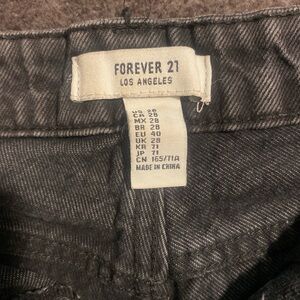 FOREVER 21
LOS ANGELES
US 28
CA 28
MX 28
BR 28
EU 40
UK 28
KR 71
JP 71
CN 165/71A
MADE IN CHINA